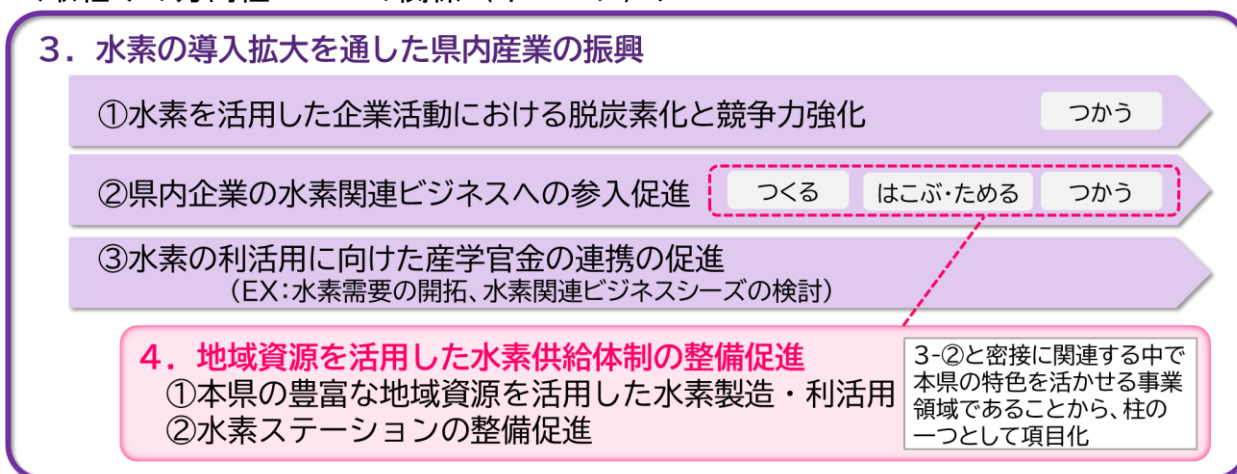 3．水素の導入拡大を通した県内産業の振興
①水素を活用した企業活動における脱炭素化と競争力強化 つかう
②県内企業の水素関連ビジネスへの参入促進 つくる はこぶ・ためる つかう
③水素の利活用に向けた産学官金の連携の促進
（EX：水素需要の開拓、水素関連ビジネスシーズの検討）
4．地域資源を活用した水素供給体制の整備促進
①本県の豊富な地域資源を活用した水素製造・利活用
②水素ステーションの整備促進
3-②と密接に関連する中で
本県の特色を活かせる事業
領域であることから、柱の
一つとして項目化